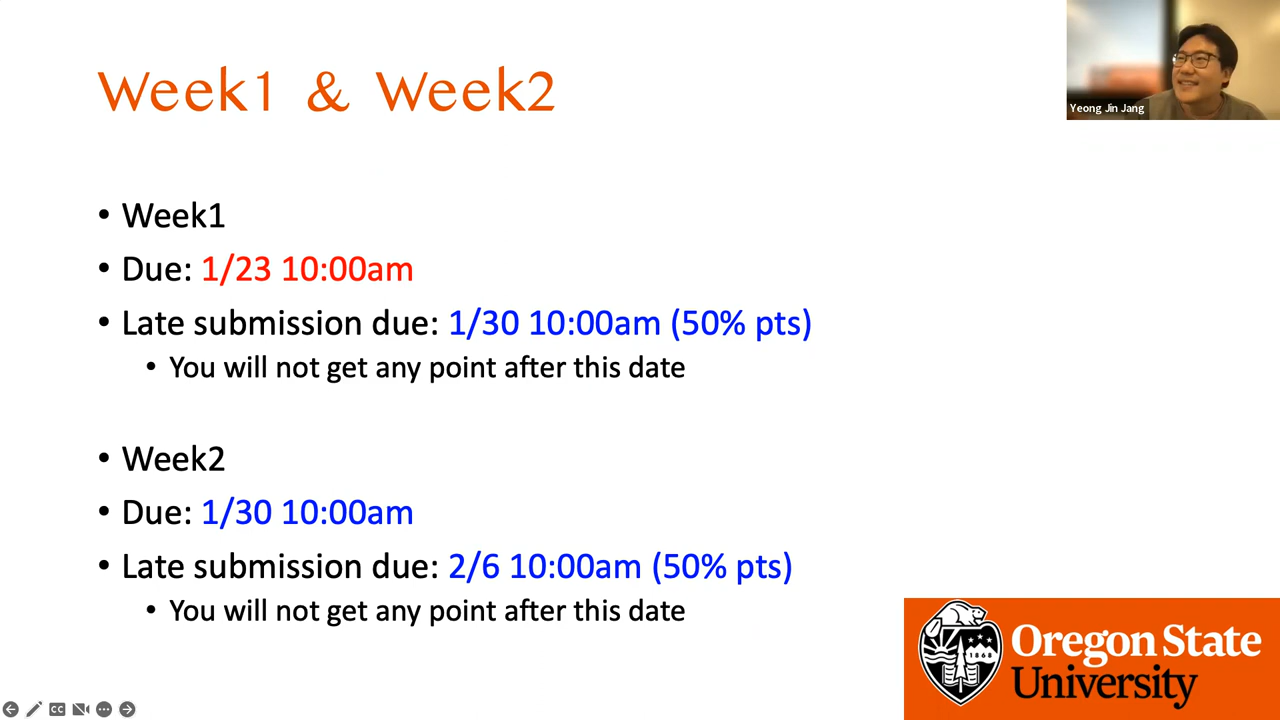 Week1 & Week2
Yeong Jin Jang
• Week1
• Due: 1/23 10:00am
• Late submission due: 1/30 10:00am (50% pts)
• You will not get any point after this date
• Week2
• Due: 1/30 10:00am
• Late submission due: 2/6 10:00am (50% pts)
• You will not get any point after this date
1868
Oregon State
University
CC